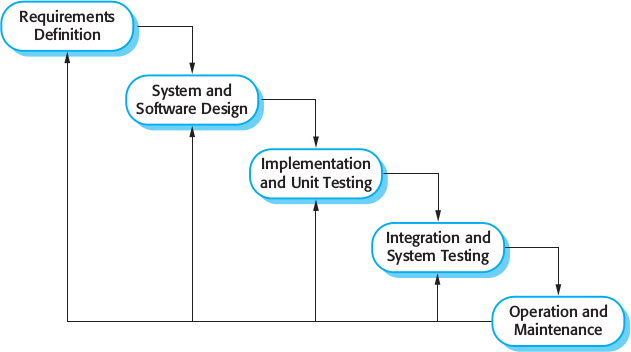 Requirements
Definition
System and
Software Design
Implementation
and Unit Testing
Integration and
System Testing
Operation and
Maintenance